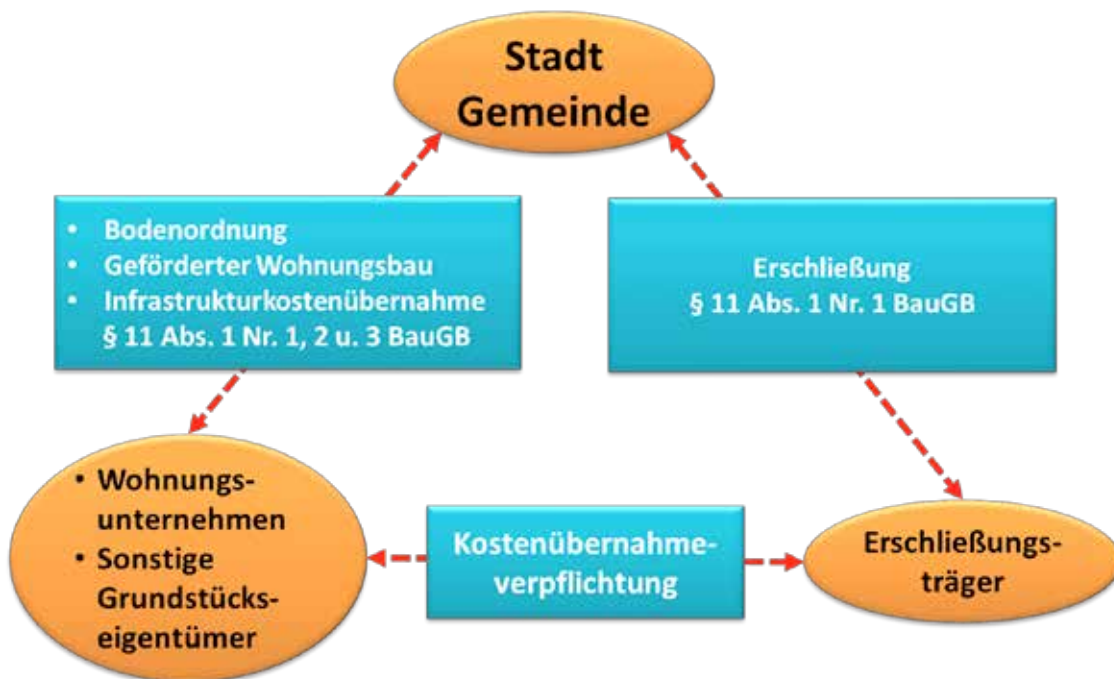 Stadt
Gemeinde
• Bodenordnung
• Geförderter Wohnungsbau
• Infrastrukturkostenübernahme
§ 11 Abs. 1 Nr. 1, 2 u. 3 BauGB
Erschließung
§ 11 Abs. 1 Nr. 1 BauGB
• Wohnungs-
unternehmen
• Sonstige
Grundstücks-
eigentümer
Kostenübernahme-
verpflichtung
Erschließungs-
träger